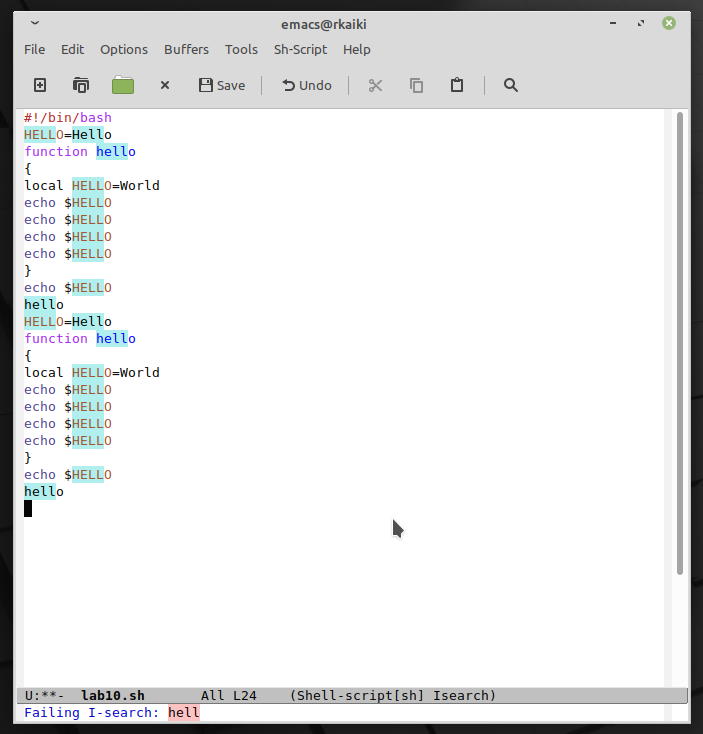 emacs@rkaiki
File Edit Options Buffers Tools Sh-Script Help
Save Undo
#!/bin/bash
HELLO=Hello
function hello
{
local HELLO=World
echo $HELLO
echo $HELLO
echo $HELLO
echo $HELLO
}
echo $HELLO
hello
HELLO=Hello
function hello
{
local HELLO=World
echo $HELLO
echo $HELLO
echo $HELLO
echo $HELLO
}
echo $HELLO
hello
U:**- lab10.sh All L24 (Shell-script[sh] Isearch)
Failing I-search: hell